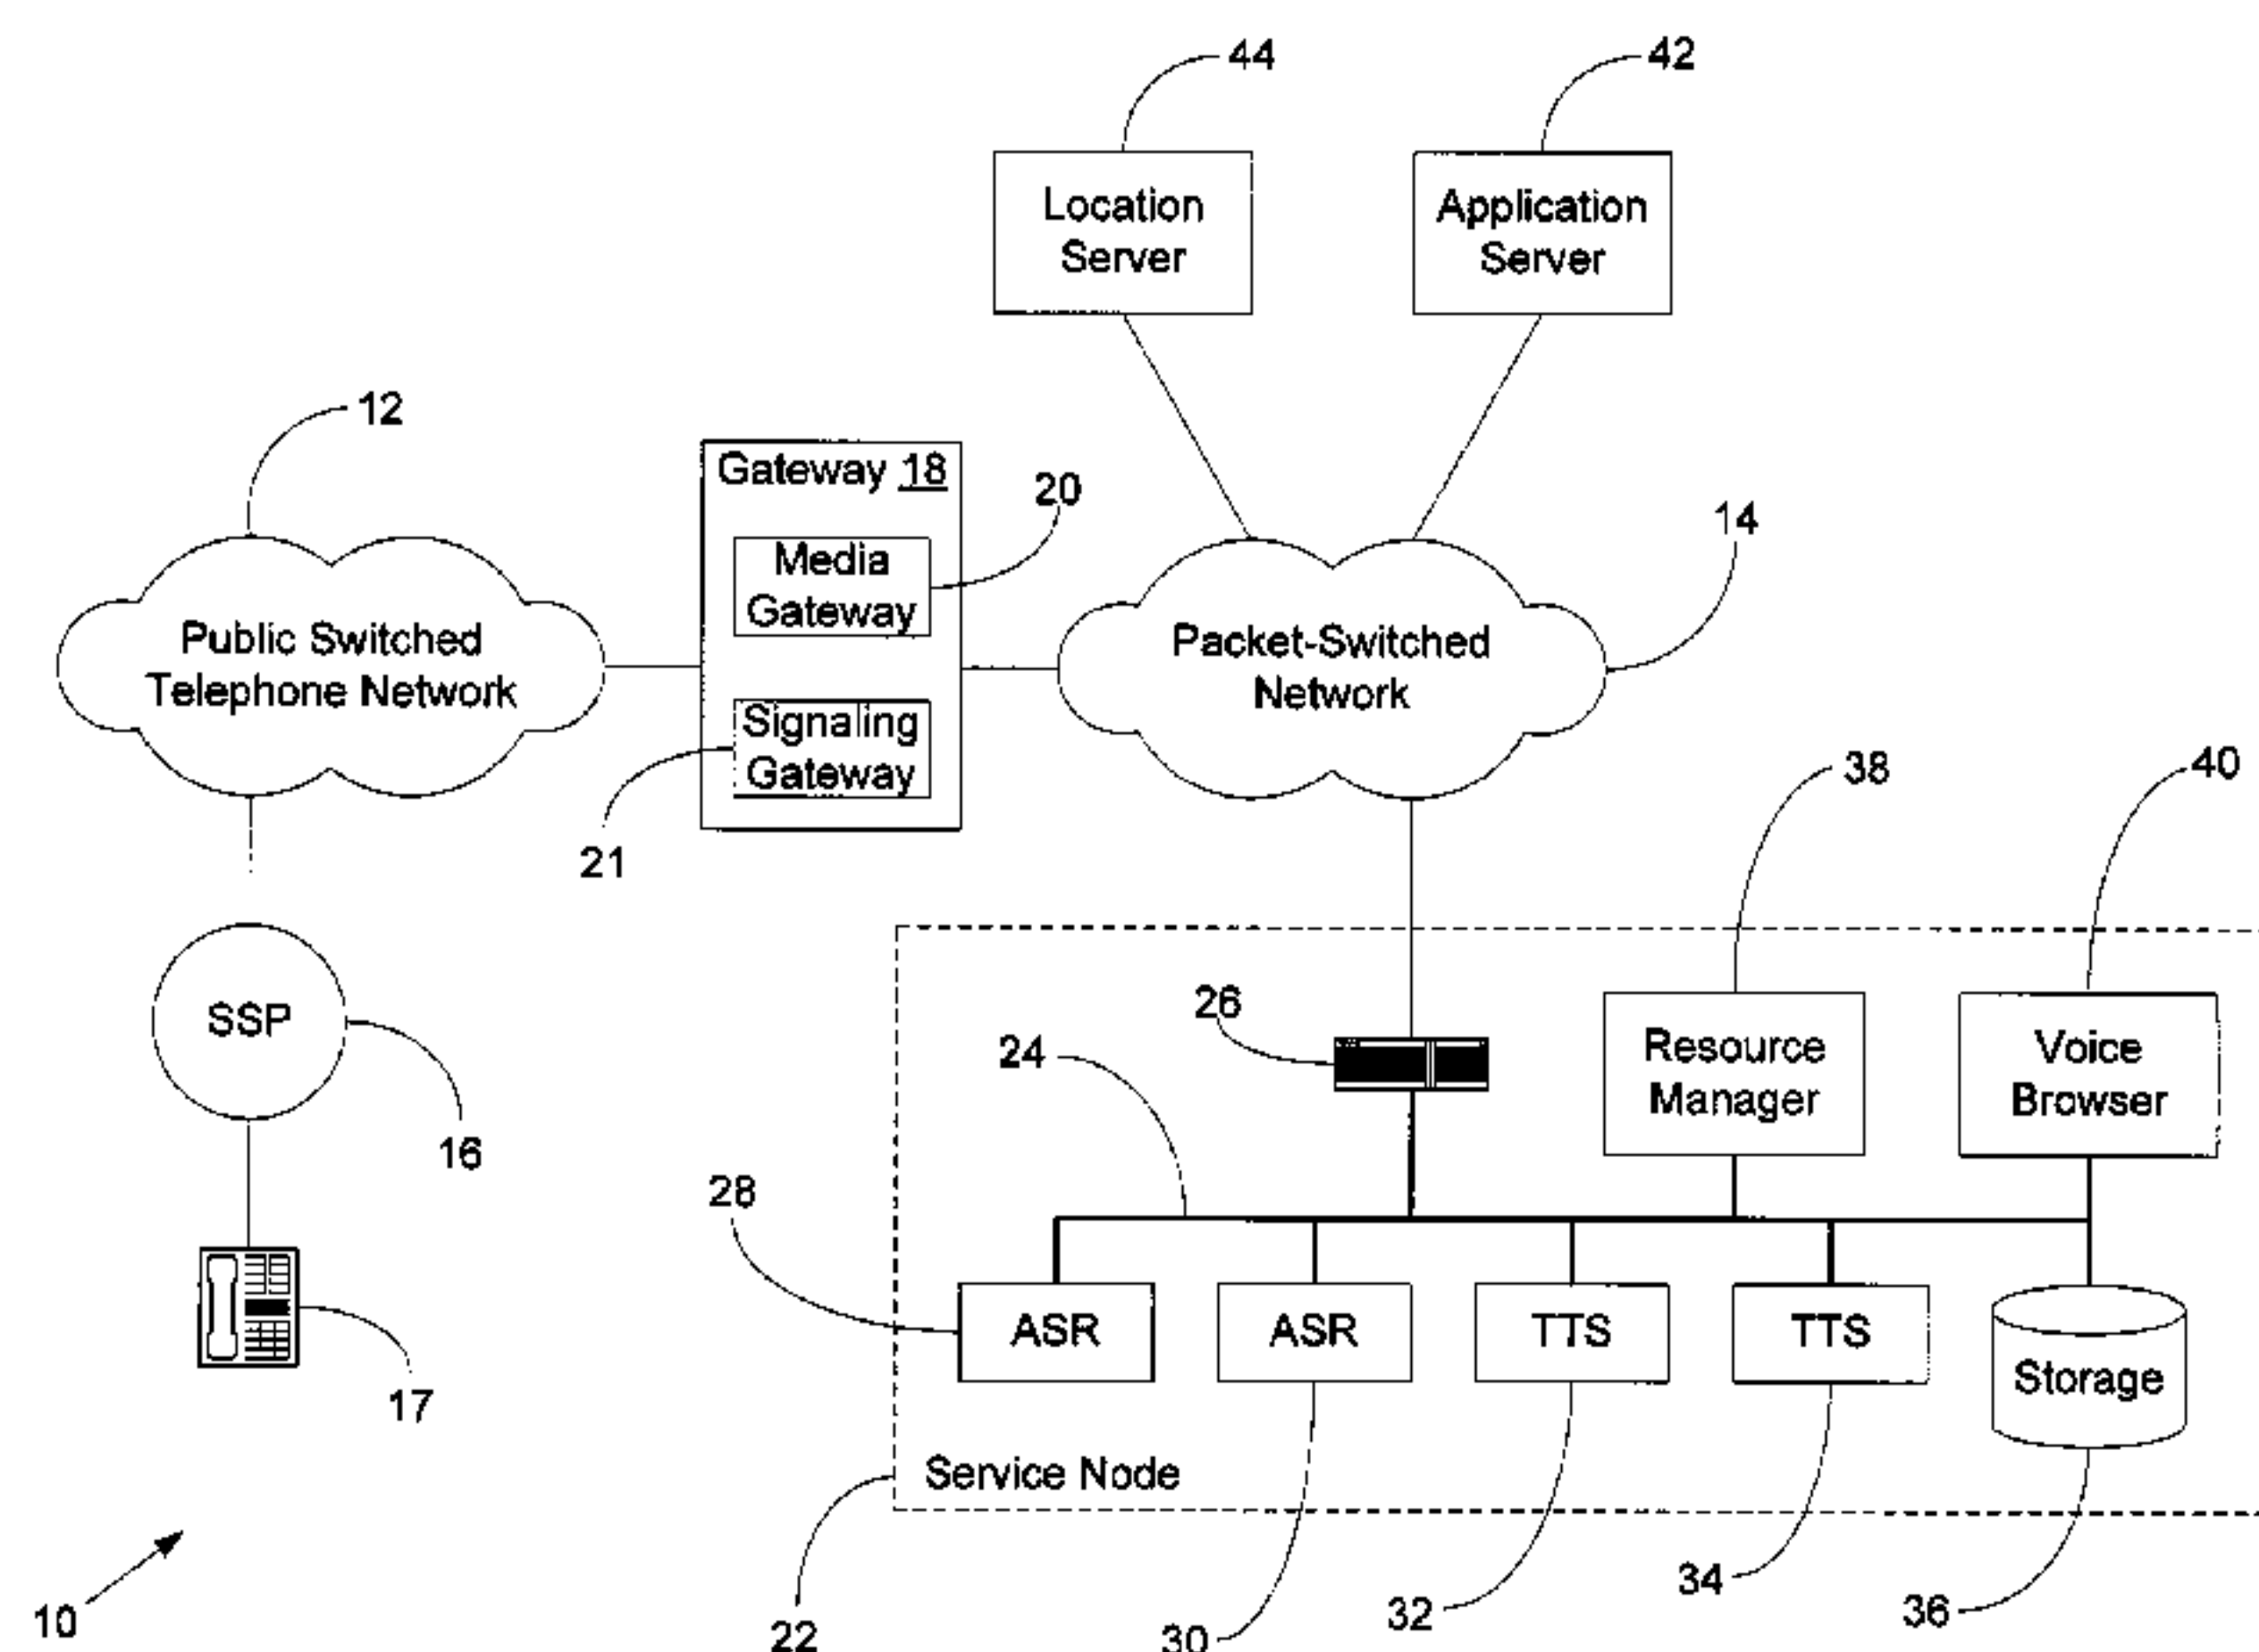 44
42
Location
Server
Application
Server
12
Gateway 18
20
Media
Gateway
14
Public Switched
Telephone Network
Packet-Switched
Network
Signaling
Gateway
21
38
40
SSP
16
26
24
Resource
Manager
Voice
Browser
28
ASR
ASR
TTS
TTS
Storage
17
Service Node
10
22
30
32
34
36